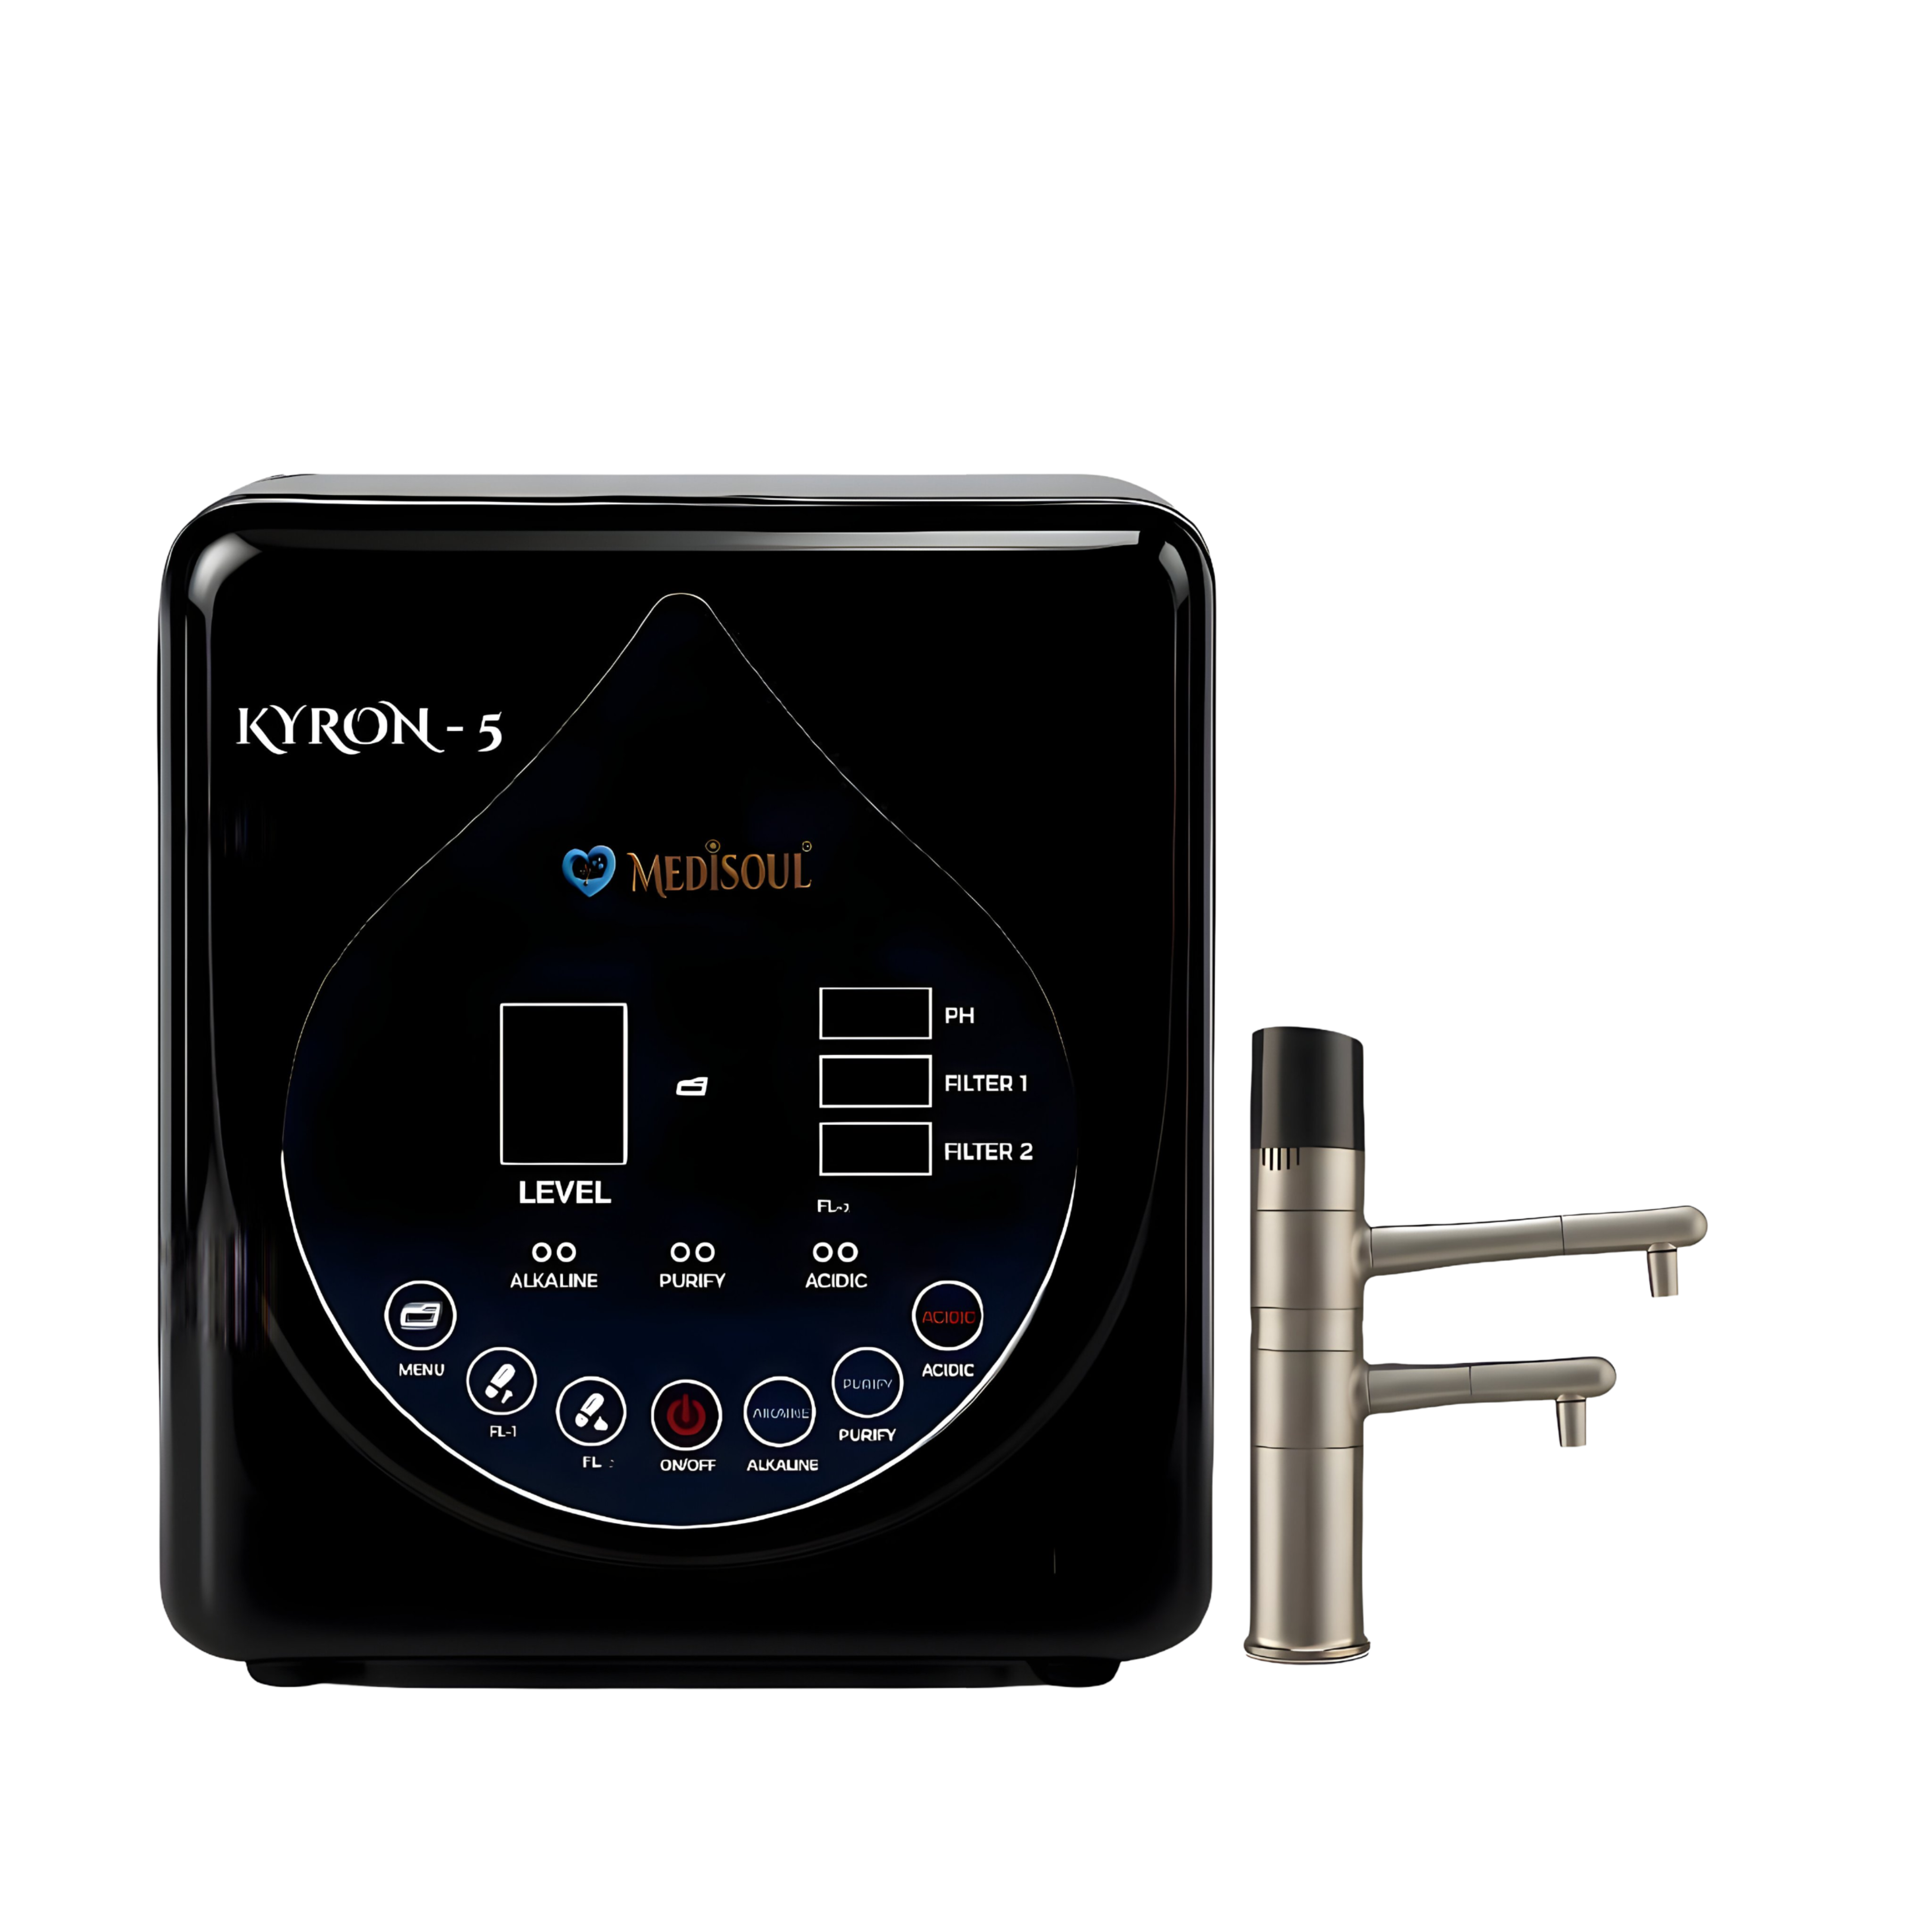 KYRON - 5
MEDISOUL
PH
FILTER 1
FILTER 2
LEVEL
ALKALINE
PURIFY
ACIDIC
ACIDIC
MENU
ACIDIC
PURIFY
FL-1
PURIFY
FL
ON/OFF
ALKALINE